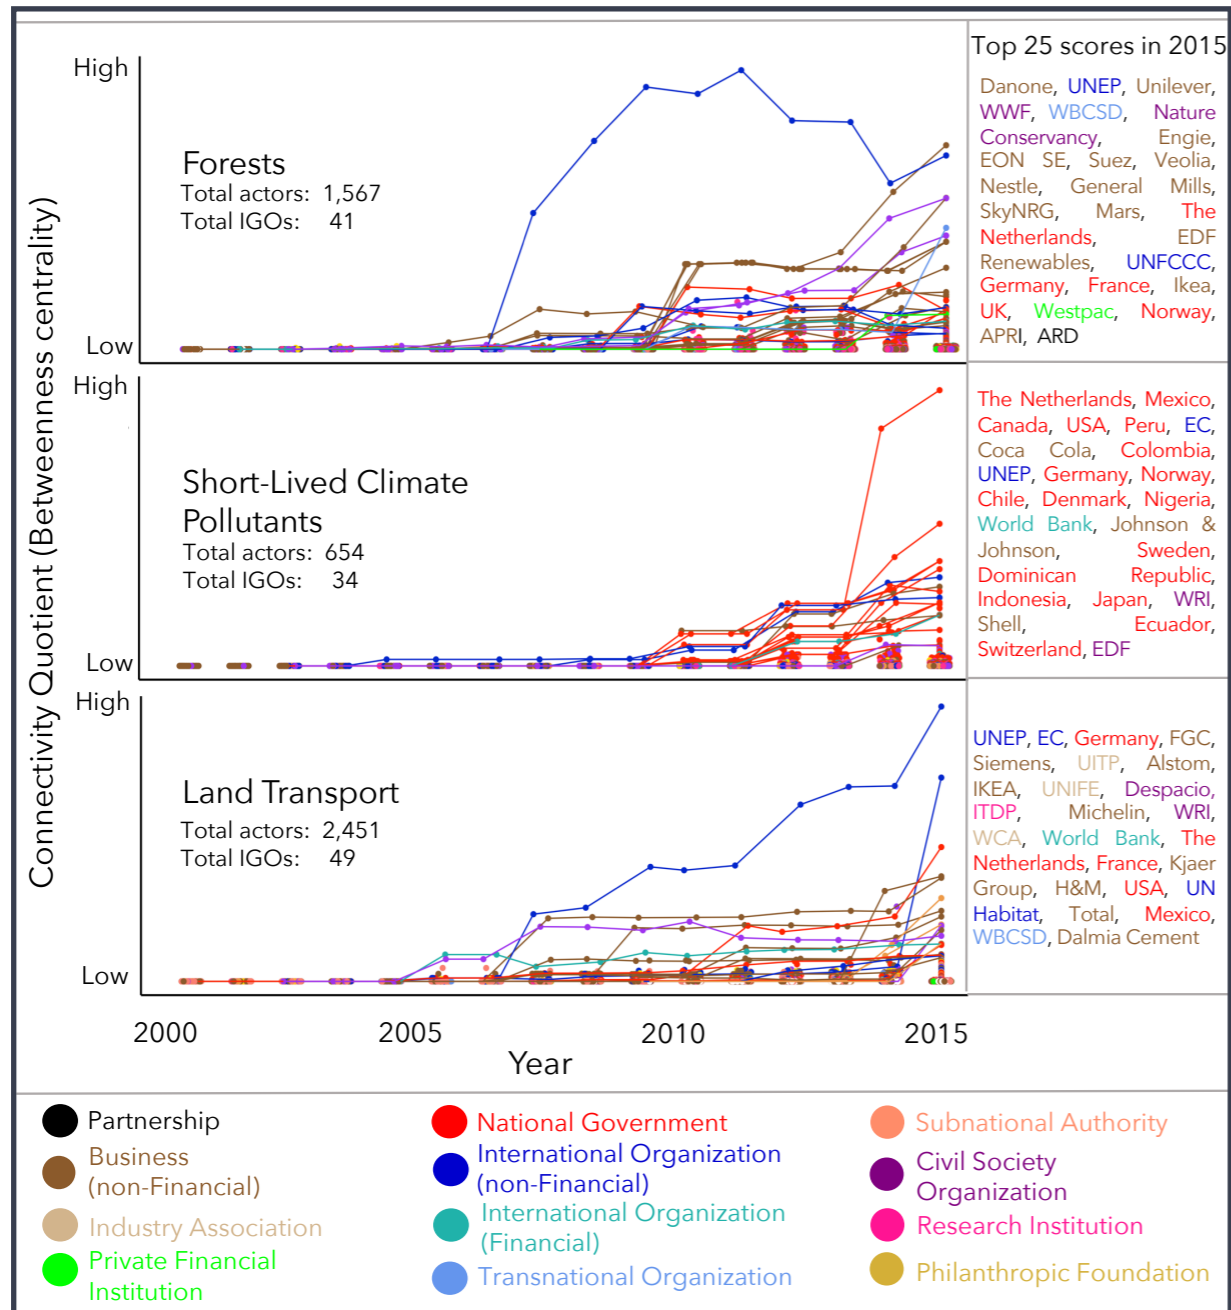 Connectivity Quotient (Betweenness centrality)
High
Forests
Total actors: 1,567
Total IGOs: 41
Low
Top 25 scores in 2015
Danone, UNEP, Unilever,
WWF, WBCSD, Nature
Conservancy, Engie,
EON SE, Suez, Veolia,
Nestle, General Mills,
SkyNRG, Mars, The
Netherlands, EDF
Renewables, UNFCCC,
Germany, France, Ikea,
UK, Westpac, Norway,
APRI, ARD
High
Short-Lived Climate
Pollutants
Total actors: 654
Total IGOs: 34
Low
The Netherlands, Mexico,
Canada, USA, Peru, EC,
Coca Cola, Colombia,
UNEP, Germany, Norway,
Chile, Denmark, Nigeria,
World Bank, Johnson &
Johnson, Sweden,
Dominican Republic,
Indonesia, Japan, WRI,
Shell, Ecuador,
Switzerland, EDF
High
Land Transport
Total actors: 2,451
Total IGOs: 49
Low
UNEP, EC, Germany, FGC,
Siemens, UITP, Alstom,
IKEA, UNIFE, Despacio,
ITDP, Michelin, WRI,
WCA, World Bank, The
Netherlands, France, Kjaer
Group, H&M, USA, UN
Habitat, Total, Mexico,
WBCSD, Dalmia Cement
2000 2005 2010 2015
Year
Partnership
Business
(non-Financial)
Industry Association
Private Financial
Institution
National Government
International Organization
(non-Financial)
International Organization
(Financial)
Transnational Organization
Subnational Authority
Civil Society
Organization
Research Institution
Philanthropic Foundation